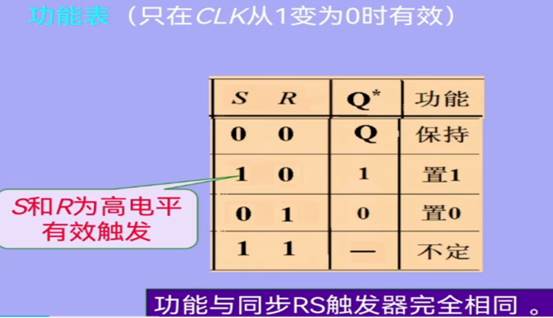 功能表（只在CLK从1变为0时有效）
S R Q* 功能
0 0 Q 保持
1 0 1 置1
0 1 0 置0
1 1 — 不定
S和R为高电平
有效触发
功能与同步RS触发器完全相同 。